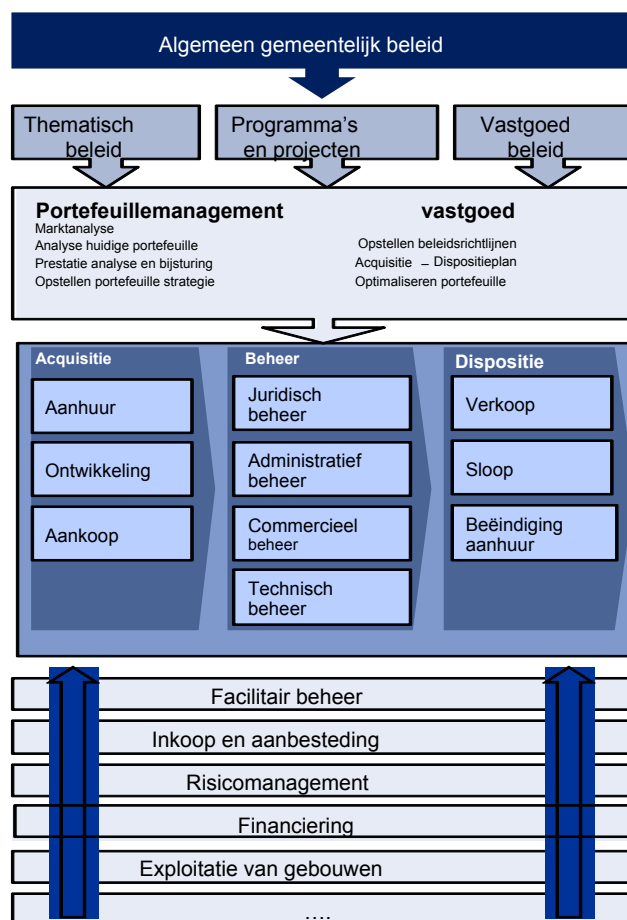 Algemeen gemeentelijk beleid
Thematisch
beleid
Programma's
en projecten
Vastgoed
beleid
Portefeuillemanagement
Marktanalyse
Analyse huidige portefeuille
Prestatie analyse en bijsturing
Opstellen portefeuille strategie
vastgoed
Opstellen beleidsrichtlijnen
Acquisitie – Dispositieplan
Optimaliseren portefeuille
Acquisitie
Aanhuur
Ontwikkeling
Aankoop
Beheer
Juridisch
beheer
Administratief
beheer
Commercieel
beheer
Technisch
beheer
Dispositie
Verkoop
Sloop
Beëindiging
aanhuur
Facilitair beheer
Inkoop en aanbesteding
Risicomanagement
Financiering
Exploitatie van gebouwen
....